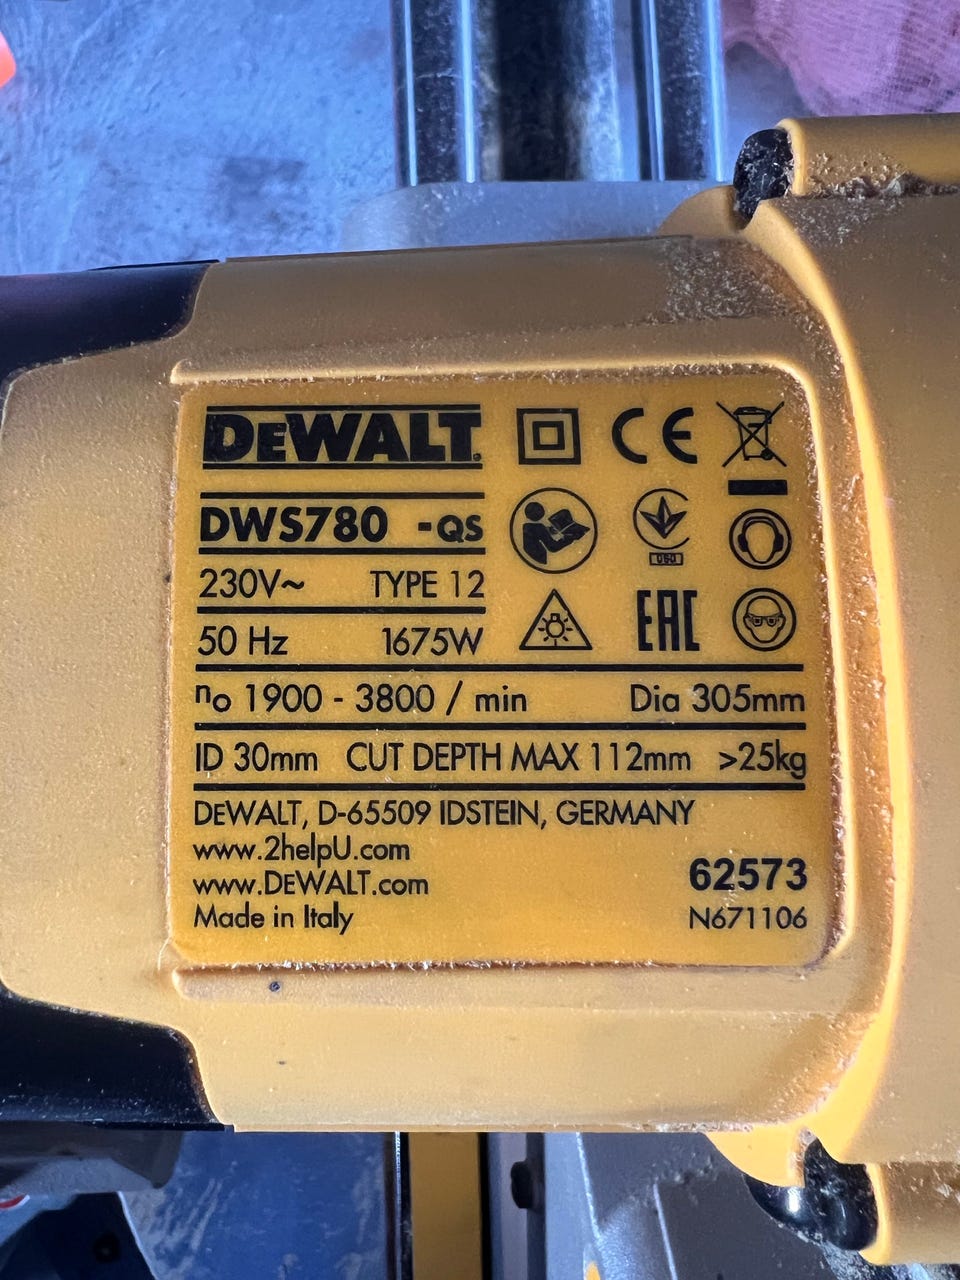 DEWALT
CE
DWS780 -QS
230V~ TYPE 12
50 Hz 1675W
EAC
no 1900 - 3800 / min Dia 305mm
ID 30mm CUT DEPTH MAX 112mm >25kg
DEWALT, D-65509 IDSTEIN, GERMANY
www.2helpU.com
www.DEWALT.com
62573
Made in Italy N671106